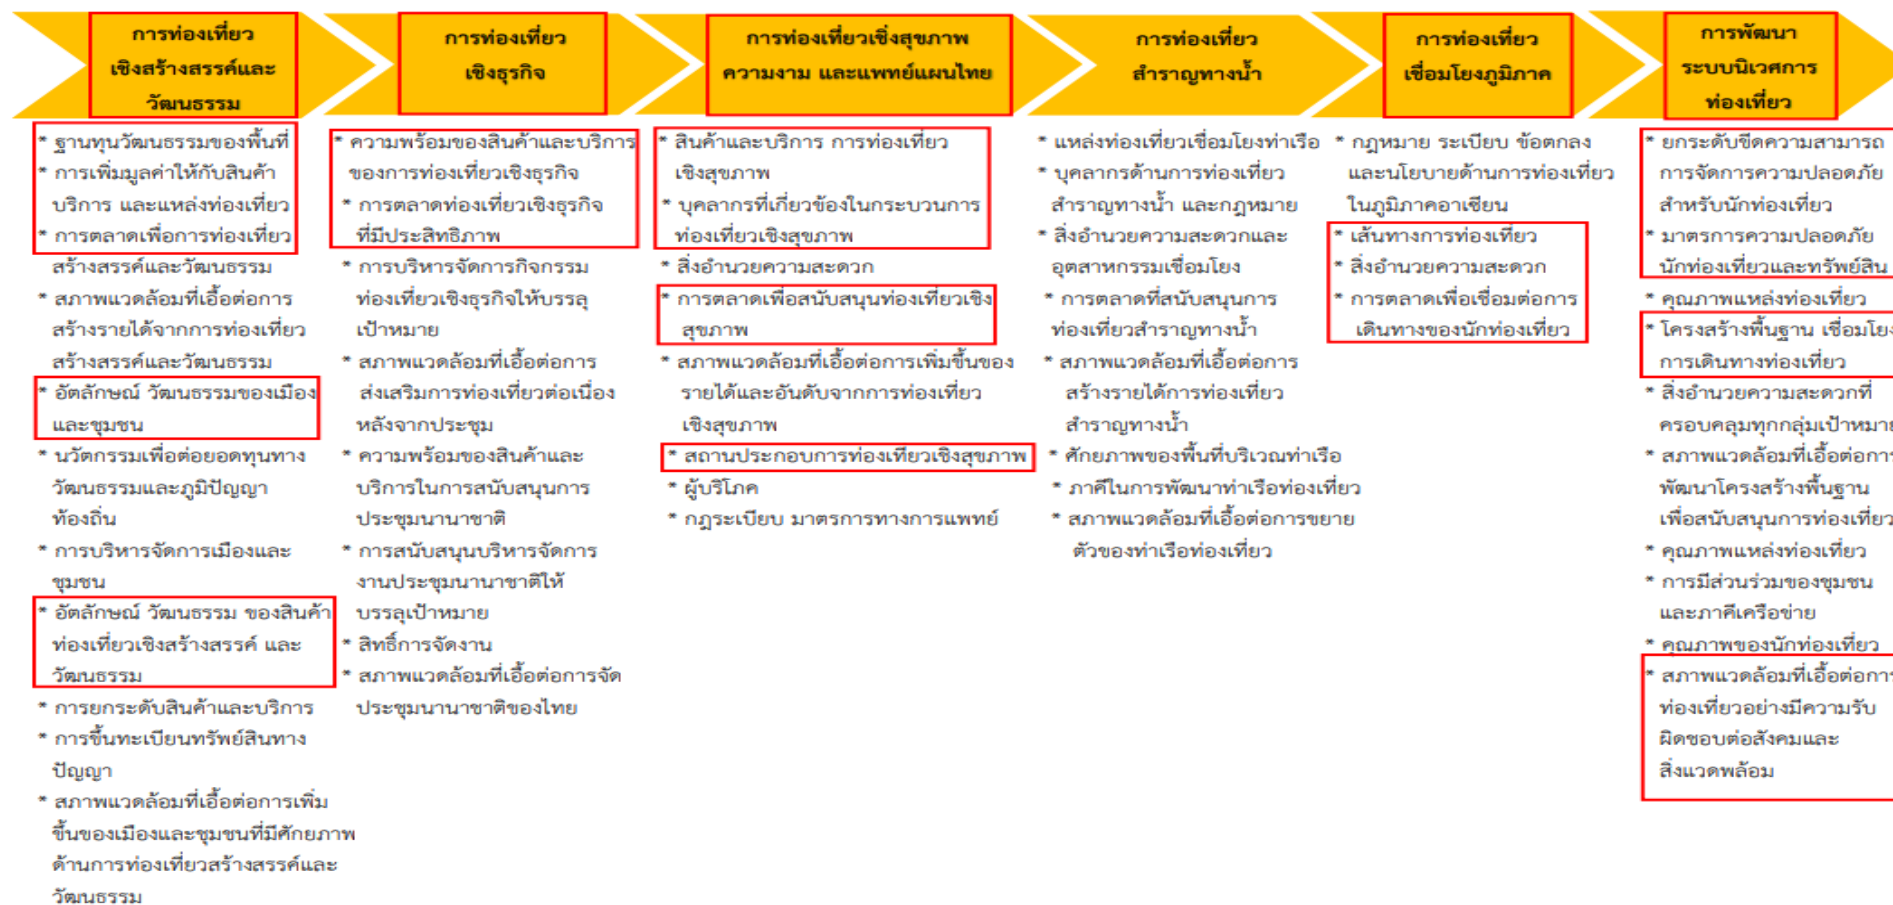 การท่องเที่ยว
เชิงสร้างสรรค์และ
วัฒนธรรม
* ฐานทุนวัฒนธรรมของพื้นที่
* การเพิ่มมูลค่าให้กับสินค้า
บริการ และแหล่งท่องเที่ยว
* การตลาดเพื่อการท่องเที่ยว
สร้างสรรค์และวัฒนธรรม
* สภาพแวดล้อมที่เอื้อต่อการ
สร้างรายได้จากการท่องเที่ยว
สร้างสรรค์และวัฒนธรรม
* อัตลักษณ์ วัฒนธรรมของเมือง
และชุมชน
* นวัตกรรมเพื่อต่อยอดทุนทาง
วัฒนธรรมและภูมิปัญญา
ท้องถิ่น
* การบริหารจัดการเมืองและ
ชุมชน
* อัตลักษณ์ วัฒนธรรม ของสินค้า
ท่องเที่ยวเชิงสร้างสรรค์ และ
วัฒนธรรม
* การยกระดับสินค้าและบริการ
* การขึ้นทะเบียนทรัพย์สินทาง
ปัญญา
* สภาพแวดล้อมที่เอื้อต่อการเพิ่ม
ขึ้นของเมืองและชุมชนที่มีศักยภาพ
ด้านการท่องเที่ยวสร้างสรรค์และ
วัฒนธรรม
การท่องเที่ยว
เชิงธุรกิจ
* ความพร้อมของสินค้าและบริการ
ของการท่องเที่ยวเชิงธุรกิจ
* การตลาดท่องเที่ยวเชิงธุรกิจ
ที่มีประสิทธิภาพ
* การบริหารจัดการกิจกรรม
ท่องเที่ยวเชิงธุรกิจให้บรรลุ
เป้าหมาย
* สภาพแวดล้อมที่เอื้อต่อการ
ส่งเสริมการท่องเที่ยวต่อเนื่อง
หลังจากประชุม
* ความพร้อมของสินค้าและ
บริการในการสนับสนุนการ
ประชุมนานาชาติ
* การสนับสนุนบริหารจัดการ
งานประชุมนานาชาติให้
บรรลุเป้าหมาย
* สิทธิ์การจัดงาน
* สภาพแวดล้อมที่เอื้อต่อการจัด
ประชุมนานาชาติของไทย
การท่องเที่ยวเชิงสุขภาพ
ความงาม และแพทย์แผนไทย
* สินค้าและบริการ การท่องเที่ยว
เชิงสุขภาพ
* บุคลากรที่เกี่ยวข้องในกระบวนการ
ท่องเที่ยวเชิงสุขภาพ
* สิ่งอำนวยความสะดวก
* การตลาดเพื่อสนับสนุนท่องเที่ยวเชิง
สุขภาพ
* สภาพแวดล้อมที่เอื้อต่อการเพิ่มขึ้นของ
รายได้และอันดับจากการท่องเที่ยว
เชิงสุขภาพ
* สถานประกอบการท่องเที่ยวเชิงสุขภาพ
* ผู้บริโภค
* กฎระเบียบ มาตรการทางการแพทย์
การท่องเที่ยว
สำราญทางน้ำ
* แหล่งท่องเที่ยวเชื่อมโยงท่าเรือ
* บุคลากรด้านการท่องเที่ยว
สำราญทางน้ำ และกฎหมาย
* สิ่งอำนวยความสะดวกและ
อุตสาหกรรมเชื่อมโยง
* การตลาดที่สนับสนุนการ
ท่องเที่ยวสำราญทางน้ำ
* สภาพแวดล้อมที่เอื้อต่อการ
สร้างรายได้การท่องเที่ยว
สำราญทางน้ำ
* ศักยภาพของพื้นที่บริเวณท่าเรือ
* ภาคีในการพัฒนาท่าเรือท่องเที่ยว
* สภาพแวดล้อมที่เอื้อต่อการขยาย
ตัวของท่าเรือท่องเที่ยว
การท่องเที่ยว
เชื่อมโยงภูมิภาค
* กฎหมาย ระเบียบ ข้อตกลง
และนโยบายด้านการท่องเที่ยว
ในภูมิภาคอาเซียน
* เส้นทางการท่องเที่ยว
* สิ่งอำนวยความสะดวก
* การตลาดเพื่อเชื่อมต่อการ
เดินทางของนักท่องเที่ยว
การพัฒนา
ระบบนิเวศการ
ท่องเที่ยว
* ยกระดับขีดความสามารถ
การจัดการความปลอดภัย
สำหรับนักท่องเที่ยว
* มาตรการความปลอดภัย
นักท่องเที่ยวและทรัพย์สิน
* คุณภาพแหล่งท่องเที่ยว
* โครงสร้างพื้นฐาน เชื่อมโยง
การเดินทางท่องเที่ยว
* สิ่งอำนวยความสะดวกที่
ครอบคลุมทุกกลุ่มเป้าหมาย
* สภาพแวดล้อมที่เอื้อต่อการ
พัฒนาโครงสร้างพื้นฐาน
เพื่อสนับสนุนการท่องเที่ยว
* คุณภาพแหล่งท่องเที่ยว
* การมีส่วนร่วมของชุมชน
และภาคีเครือข่าย
* คุณภาพของนักท่องเที่ยว
* สภาพแวดล้อมที่เอื้อต่อการ
ท่องเที่ยวอย่างมีความรับ
ผิดชอบต่อสังคมและ
สิ่งแวดพล้อม